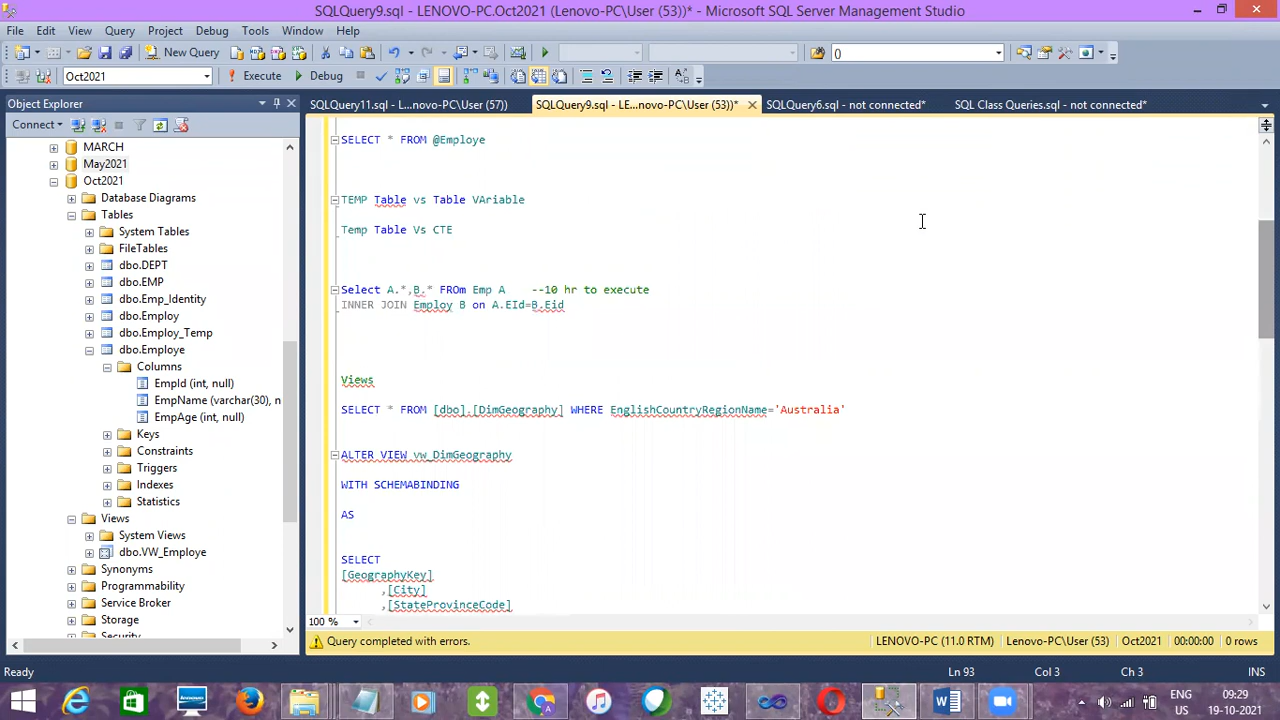 SQLQuery9.sql - LENOVO-PC.Oct2021 (Lenovo-PC\User (53))* - Microsoft SQL Server Management Studio
File Edit View Query Project Debug Tools Window Help
New Query ()
Oct2021 Execute Debug
Object Explorer
SQLQuery11.sql - L...novo-PC\User (57)) SQLQuery9.sql - LE...novo-PC\User (53))* SQLQuery6.sql - not connected* SQL Class Queries.sql - not connected*
Connect
MARCH
May2021
Oct2021
Database Diagrams
Tables
System Tables
FileTables
dbo.DEPT
dbo.EMP
dbo.Emp_Identity
dbo.Employ
dbo.Employ_Temp
dbo.Employe
Columns
EmpId (int, null)
EmpName (varchar(30), n
EmpAge (int, null)
Keys
Constraints
Triggers
Indexes
Statistics
Views
System Views
dbo.VW_Employe
Synonyms
Programmability
Service Broker
Storage
Security
SELECT * FROM @Employe
TEMP Table vs Table VAriable
Temp Table Vs CTE
Select A.*,B.* FROm Emp A --10 hr to execute
INNER JOIN Employ B on A.EId=B.Eid
Views
SELECT * FROM [dbo].[DimGeography] WHERE EnglishCountryRegionName='Australia'
ALTER VIEW vw_DimGeography
WITH SCHEMABINDING
AS
SELECT
[GeographyKey]
,[City]
,[StateProvinceCode]
100 %
Query completed with errors. LENOVO-PC (11.0 RTM) Lenovo-PC\User (53) Oct2021 00:00:00 0 rows
Ready Ln 93 Col 3 Ch 3 INS
ENG 09:29
US 19-10-2021